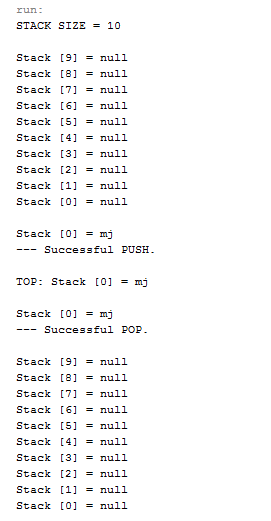 run:
STACK SIZE = 10
Stack [9] = null
Stack [8] = null
Stack [7] = null
Stack [6] = null
Stack [5] = null
Stack [4] = null
Stack [3] = null
Stack [2] = null
Stack [1] = null
Stack [0] = null
Stack [0] = mj
--- Successful PUSH.
TOP: Stack [0] = mj
Stack [0] = mj
--- Successful POP.
Stack [9] = null
Stack [8] = null
Stack [7] = null
Stack [6] = null
Stack [5] = null
Stack [4] = null
Stack [3] = null
Stack [2] = null
Stack [1] = null
Stack [0] = null